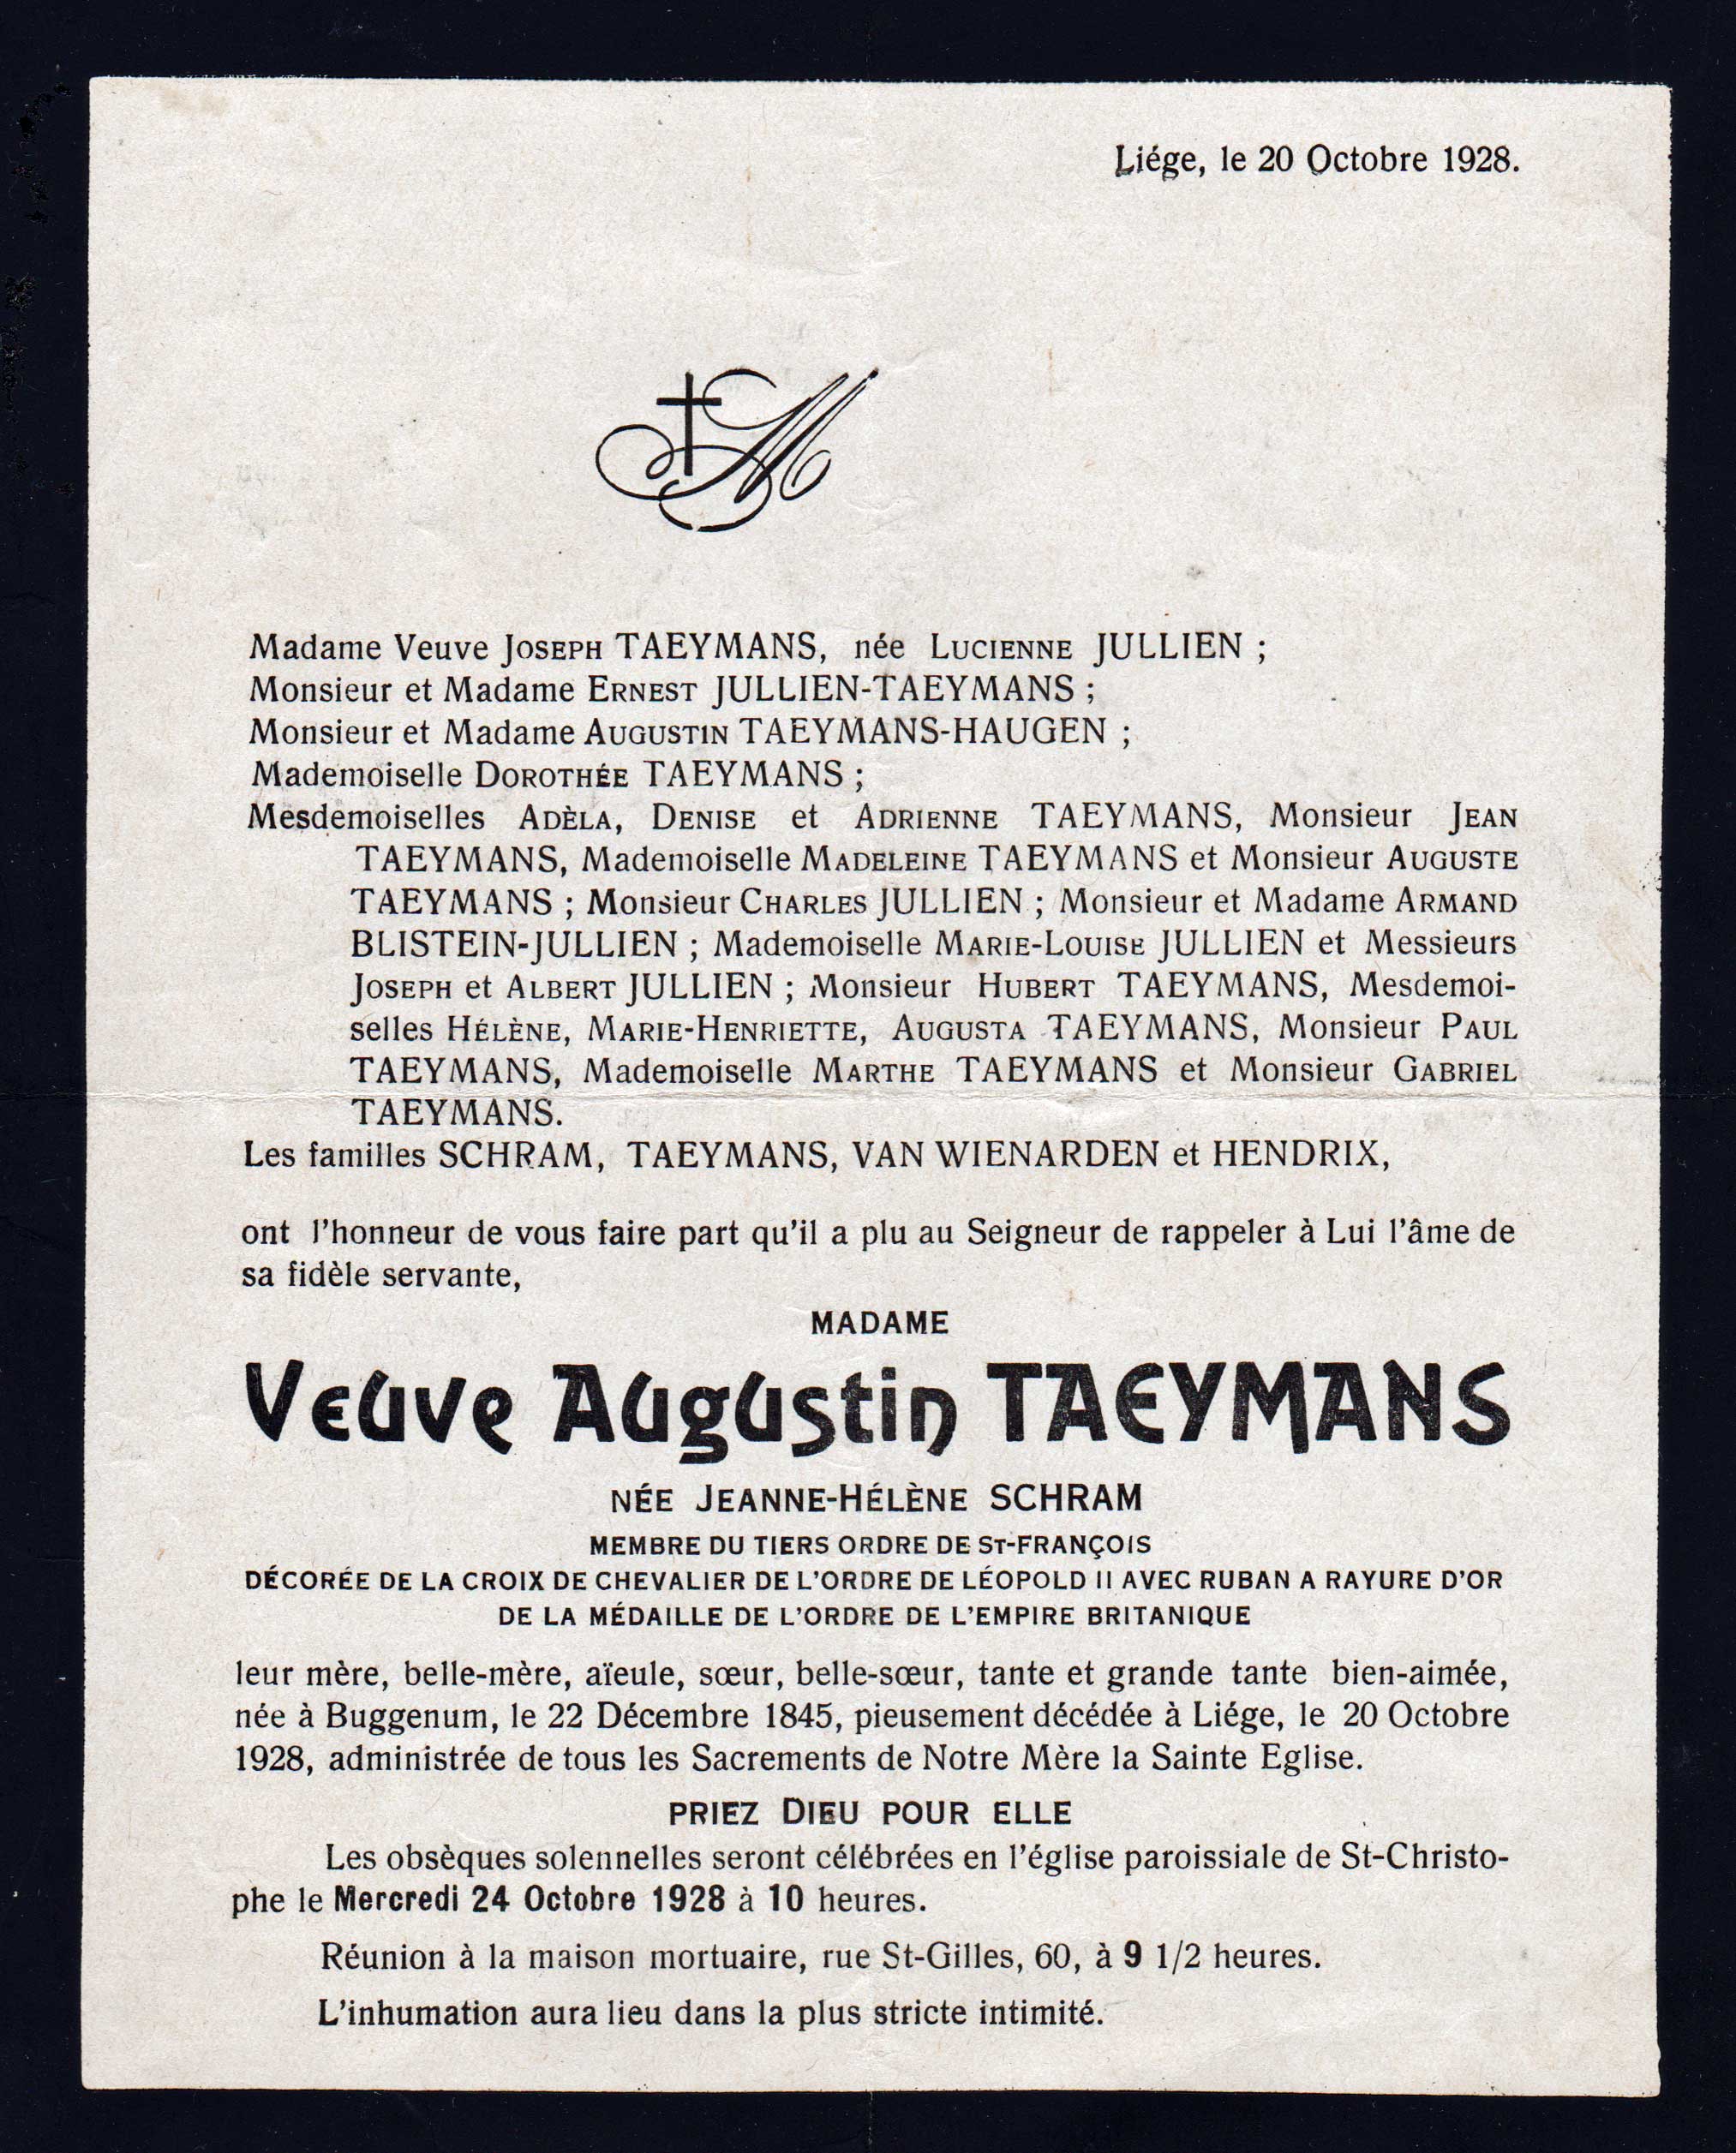 Liége, le 20 Octobre 1928.
M
Madame Veuve JOSEPH TAEYMANS, née LUCIENNE JULLIEN ;
Monsieur et Madame ERNEST JULLIEN-TAEYMANS ;
Monsieur et Madame AUGUSTIN TAEYMANS-HAUGEN ;
Mademoiselle DOROTHÉE TAEYMANS ;
Mesdemoiselles ADÈLA, DENISE et ADRIENNE TAEYMANS, Monsieur JEAN
TAEYMANS, Mademoiselle MADELEINE TAEYMANS et Monsieur AUGUSTE
TAEYMANS ; Monsieur CHARLES JULLIEN ; Monsieur et Madame ARMAND
BLISTEIN-JULLIEN ; Mademoiselle MARIE-LOUISE JULLIEN et Messieurs
JOSEPH et ALBERT JULLIEN ; Monsieur HUBERT TAEYMANS, Mesdemoi-
selles HÉLÈNE, MARIE-HENRIETTE, AUGUSTA TAEYMANS, Monsieur PAUL
TAEYMANS, Mademoiselle MARTHE TAEYMANS et Monsieur GABRIEL
TAEYMANS.
Les familles SCHRAM, TAEYMANS, VAN WIENARDEN et HENDRIX,
ont l'honneur de vous faire part qu'il a plu au Seigneur de rappeler à Lui l'âme de
sa fidèle servante,
MADAME
Veuve Augustin TAEYMANS
NÉE JEANNE-HÉLÈNE SCHRAM
MEMBRE DU TIERS ORDRE DE ST-FRANÇOIS
DÉCORÉE DE LA CROIX DE CHEVALIER DE L'ORDRE DE LÉOPOLD II AVEC RUBAN A RAYURE D'OR
DE LA MÉDAILLE DE L'ORDRE DE L'EMPIRE BRITANIQUE
leur mère, belle-mère, aïeule, sœur, belle-sœur, tante et grande tante bien-aimée,
née à Buggenum, le 22 Décembre 1845, pieusement décédée à Liége, le 20 Octobre
1928, administrée de tous les Sacrements de Notre Mère la Sainte Eglise.
PRIEZ DIEU POUR ELLE
Les obsèques solennelles seront célébrées en l'église paroissiale de St-Christo-
phe le Mercredi 24 Octobre 1928 à 10 heures.
Réunion à la maison mortuaire, rue St-Gilles, 60, à 9 1/2 heures.
L'inhumation aura lieu dans la plus stricte intimité.